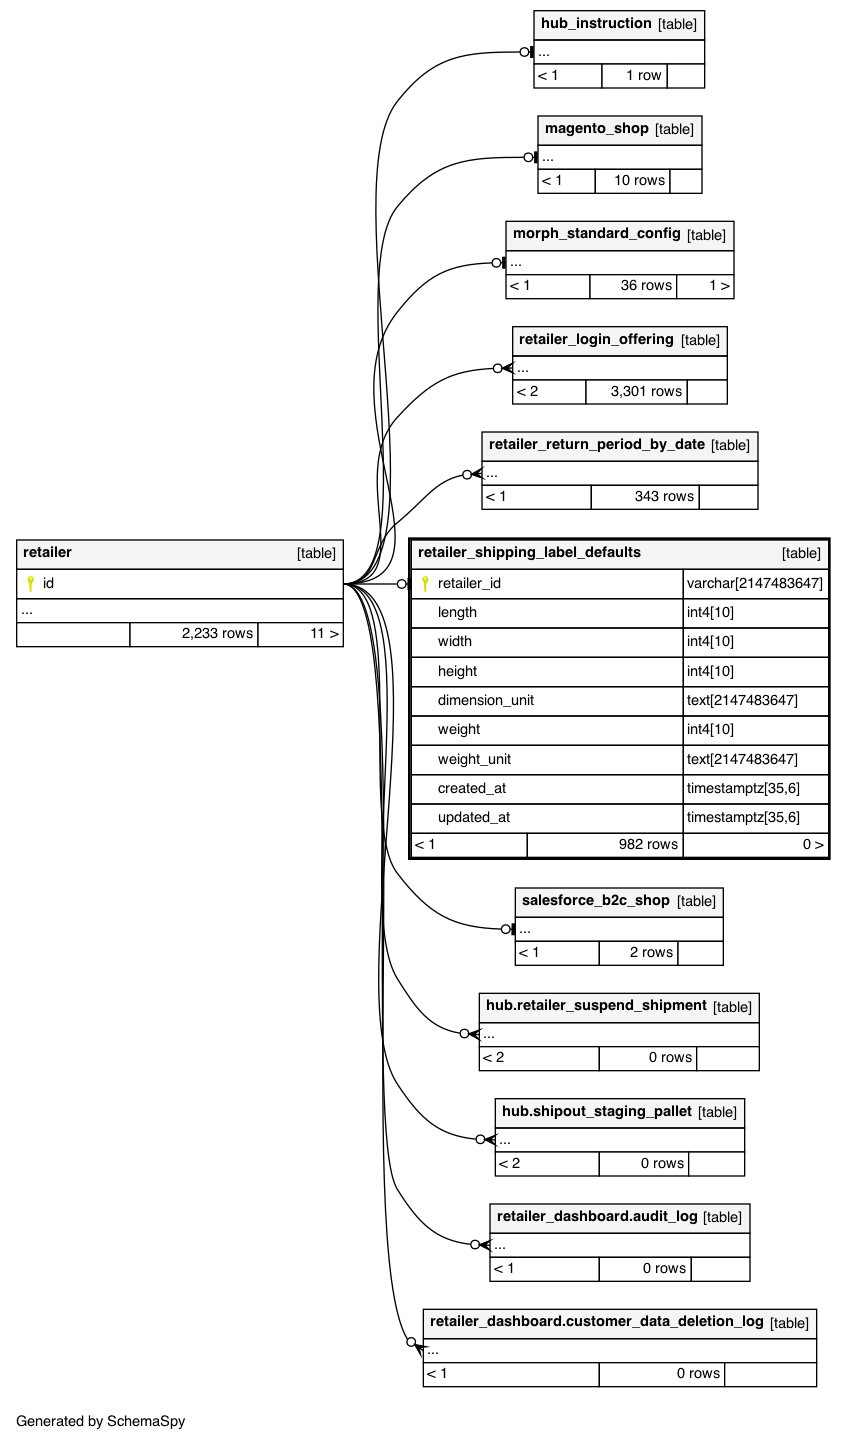 hub_instruction [table]
...
< 1 1 row
magento_shop [table]
...
< 1 10 rows
morph_standard_config [table]
...
< 1 36 rows 1 >
retailer_login_offering [table]
...
< 2 3,301 rows
retailer_return_period_by_date [table]
...
< 1 343 rows
retailer [table]
id
...
2,233 rows 11 >
retailer_shipping_label_defaults [table]
retailer_id varchar[2147483647]
length int4[10]
width int4[10]
height int4[10]
dimension_unit text[2147483647]
weight int4[10]
weight_unit text[2147483647]
created_at timestamptz[35,6]
updated_at timestamptz[35,6]
< 1 982 rows 0 >
salesforce_b2c_shop [table]
...
< 1 2 rows
hub.retailer_suspend_shipment [table]
...
< 2 0 rows
hub.shipout_staging_pallet [table]
...
< 2 0 rows
retailer_dashboard.audit_log [table]
...
< 1 0 rows
retailer_dashboard.customer_data_deletion_log [table]
...
< 1 0 rows
Generated by SchemaSpy